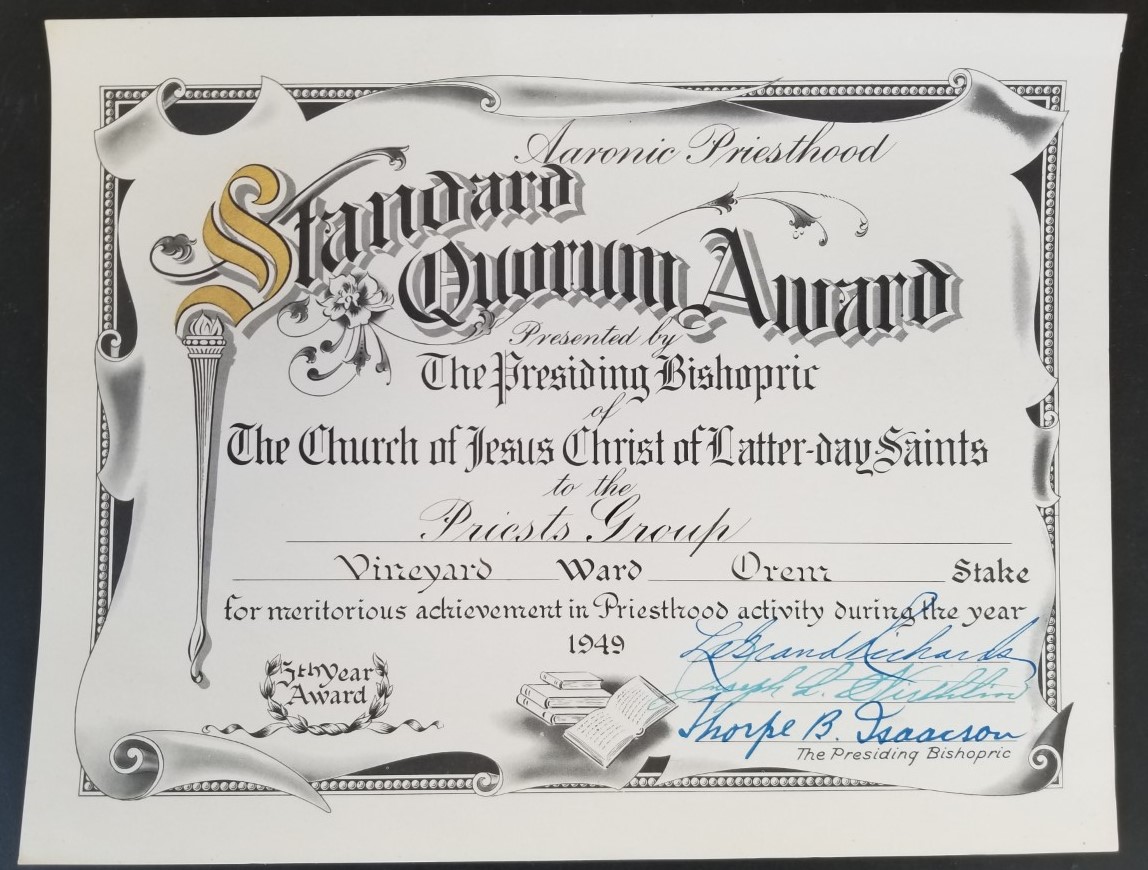 Aaronic Priesthood
Standard
Quorum Award
Presented by
The Presiding Bishopric
of
The Church of Jesus Christ of Latter-day Saints
to the
Priests Group
Vineyard Ward Orem Stake
for meritorious achievement in Priesthood activity during the year
1949
5th Year
Award
LeGrand Richards
Joseph L. Wirthlin
Thorpe B. Isaacson
The Presiding Bishopric